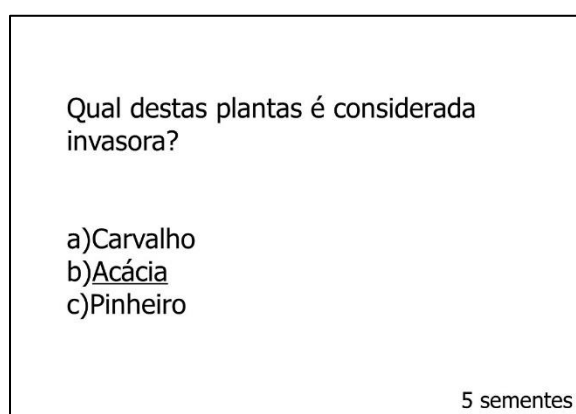 Qual destas plantas é considerada
invasora?
a)Carvalho
b)Acácia
c)Pinheiro
5 sementes